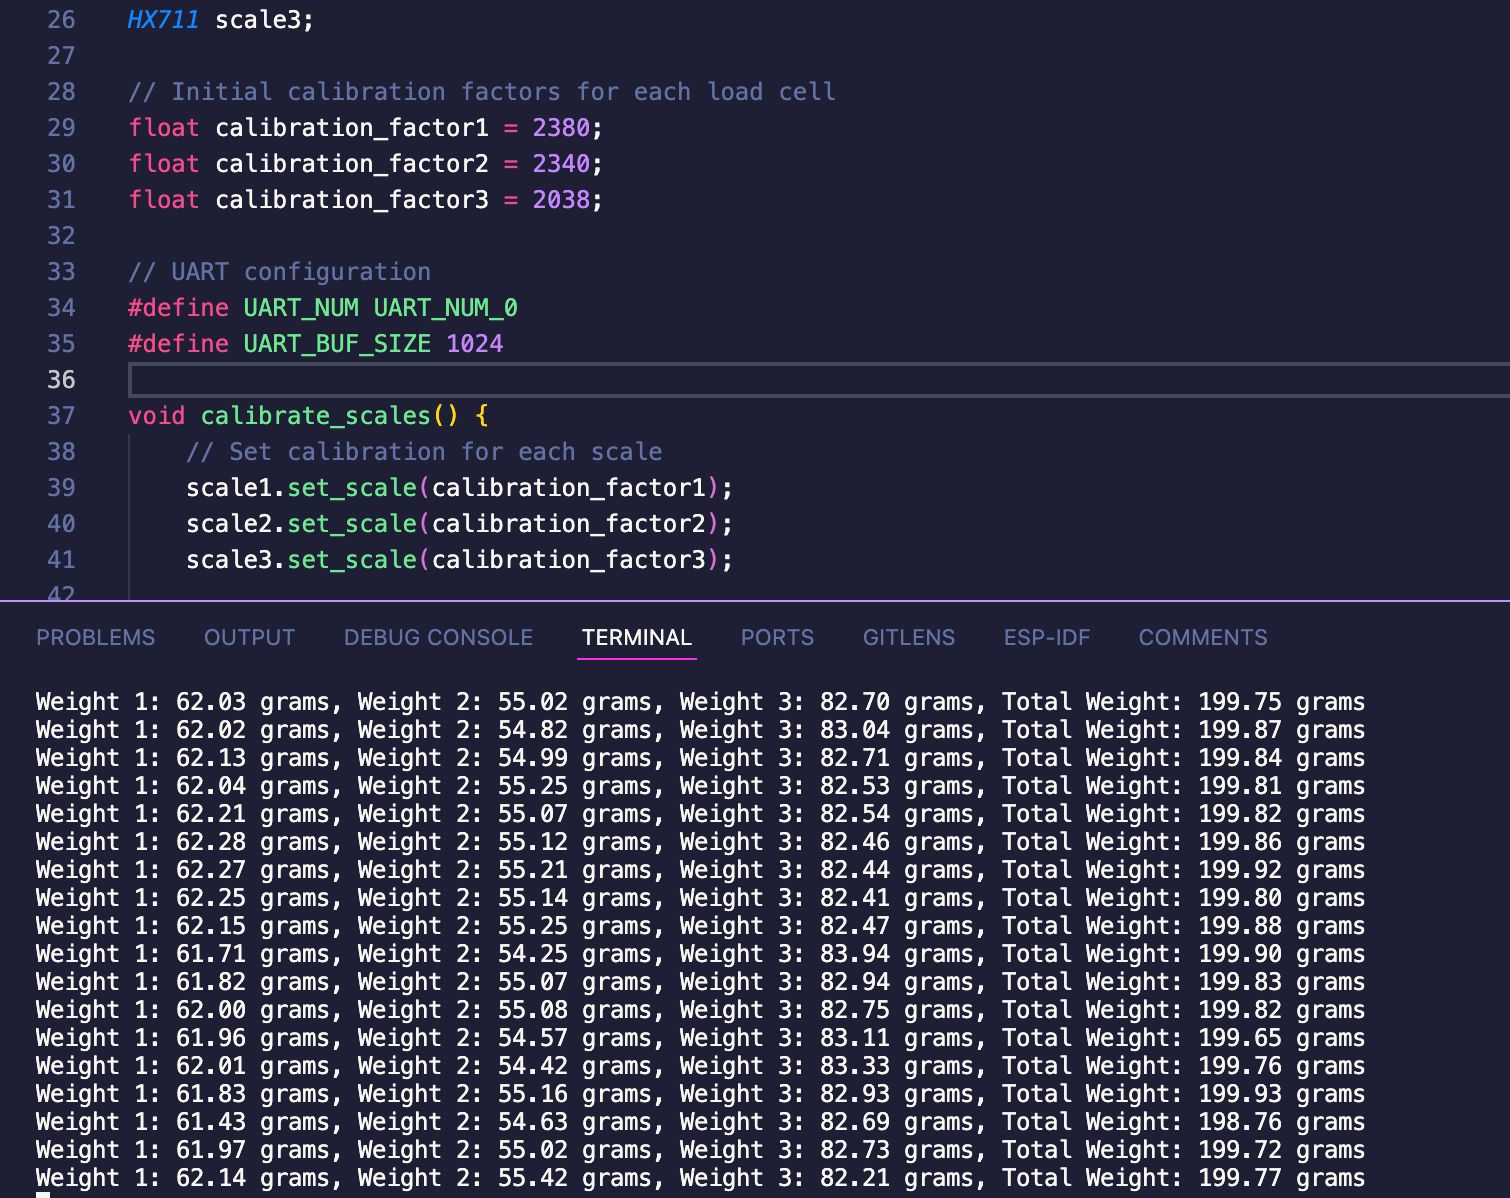 26 HX711 scale3;
27
28 // Initial calibration factors for each load cell
29 float calibration_factor1 = 2380;
30 float calibration_factor2 = 2340;
31 float calibration_factor3 = 2038;
32
33 // UART configuration
34 #define UART_NUM UART_NUM_0
35 #define UART_BUF_SIZE 1024
36
37 void calibrate_scales() {
38 // Set calibration for each scale
39 scale1.set_scale(calibration_factor1);
40 scale2.set_scale(calibration_factor2);
41 scale3.set_scale(calibration_factor3);
42
PROBLEMS OUTPUT DEBUG CONSOLE TERMINAL PORTS GITLENS ESP-IDF COMMENTS
Weight 1: 62.03 grams, Weight 2: 55.02 grams, Weight 3: 82.70 grams, Total Weight: 199.75 grams
Weight 1: 62.02 grams, Weight 2: 54.82 grams, Weight 3: 83.04 grams, Total Weight: 199.87 grams
Weight 1: 62.13 grams, Weight 2: 54.99 grams, Weight 3: 82.71 grams, Total Weight: 199.84 grams
Weight 1: 62.04 grams, Weight 2: 55.25 grams, Weight 3: 82.53 grams, Total Weight: 199.81 grams
Weight 1: 62.21 grams, Weight 2: 55.07 grams, Weight 3: 82.54 grams, Total Weight: 199.82 grams
Weight 1: 62.28 grams, Weight 2: 55.12 grams, Weight 3: 82.46 grams, Total Weight: 199.86 grams
Weight 1: 62.27 grams, Weight 2: 55.21 grams, Weight 3: 82.44 grams, Total Weight: 199.92 grams
Weight 1: 62.25 grams, Weight 2: 55.14 grams, Weight 3: 82.41 grams, Total Weight: 199.80 grams
Weight 1: 62.15 grams, Weight 2: 55.25 grams, Weight 3: 82.47 grams, Total Weight: 199.88 grams
Weight 1: 61.71 grams, Weight 2: 54.25 grams, Weight 3: 83.94 grams, Total Weight: 199.90 grams
Weight 1: 61.82 grams, Weight 2: 55.07 grams, Weight 3: 82.94 grams, Total Weight: 199.83 grams
Weight 1: 62.00 grams, Weight 2: 55.08 grams, Weight 3: 82.75 grams, Total Weight: 199.82 grams
Weight 1: 61.96 grams, Weight 2: 54.57 grams, Weight 3: 83.11 grams, Total Weight: 199.65 grams
Weight 1: 62.01 grams, Weight 2: 54.42 grams, Weight 3: 83.33 grams, Total Weight: 199.76 grams
Weight 1: 61.83 grams, Weight 2: 55.16 grams, Weight 3: 82.93 grams, Total Weight: 199.93 grams
Weight 1: 61.43 grams, Weight 2: 54.63 grams, Weight 3: 82.69 grams, Total Weight: 198.76 grams
Weight 1: 61.97 grams, Weight 2: 55.02 grams, Weight 3: 82.73 grams, Total Weight: 199.72 grams
Weight 1: 62.14 grams, Weight 2: 55.42 grams, Weight 3: 82.21 grams, Total Weight: 199.77 grams